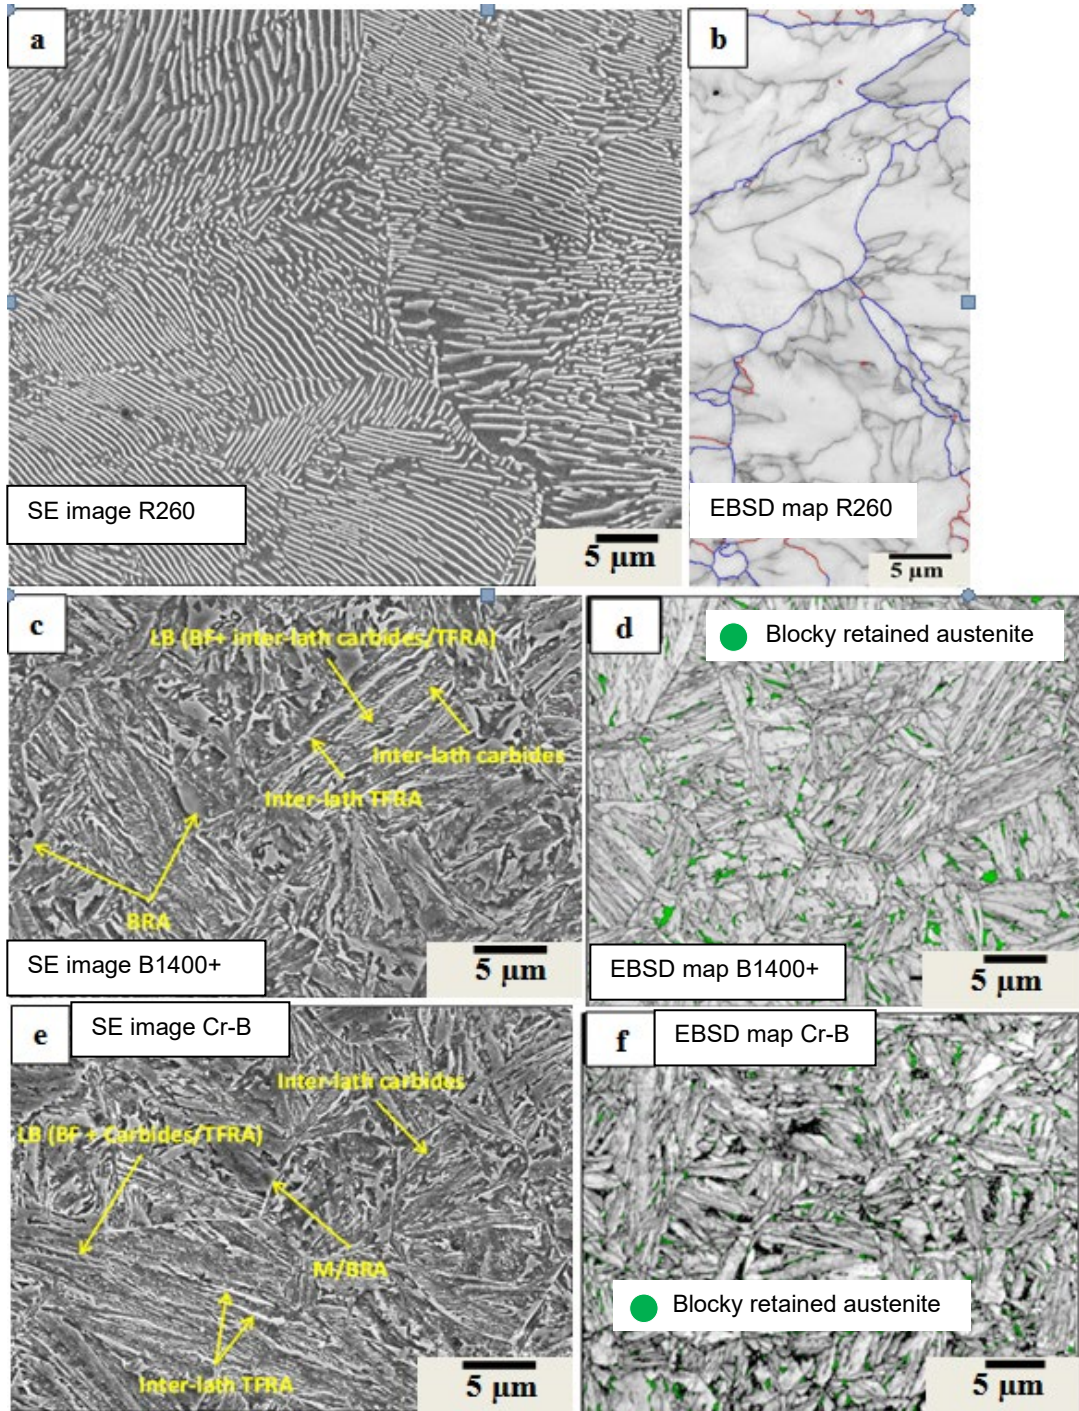 a
b
SE image R260
5 μm
EBSD map R260
5 μm
c
LB (BF+ inter-lath carbides/TFRA)
Inter-lath carbides
Inter-lath TFRA
BRA
SE image B1400+
5 μm
d
Blocky retained austenite
EBSD map B1400+
5 μm
e
SE image Cr-B
Inter-lath carbides
LB (BF + Carbides/TFRA)
M/BRA
Inter-lath TFRA
5 μm
f
EBSD map Cr-B
Blocky retained austenite
5 μm